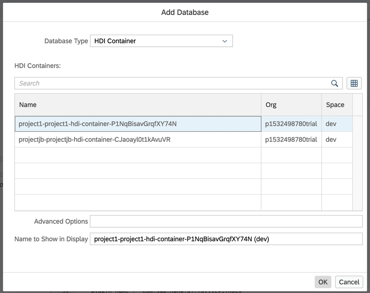 Add Database
Database Type HDI Container
HDI Containers:
Search
Name Org Space
project1-project1-hdi-container-P1NqBisavGrqfXY74N p1532498780trial dev
projectjb-projectjb-hdi-container-CJaoayl0t1kAvuVR p1532498780trial dev
Advanced Options
Name to Show in Display project1-project1-hdi-container-P1NqBisavGrqfXY74N (dev)
OK Cancel